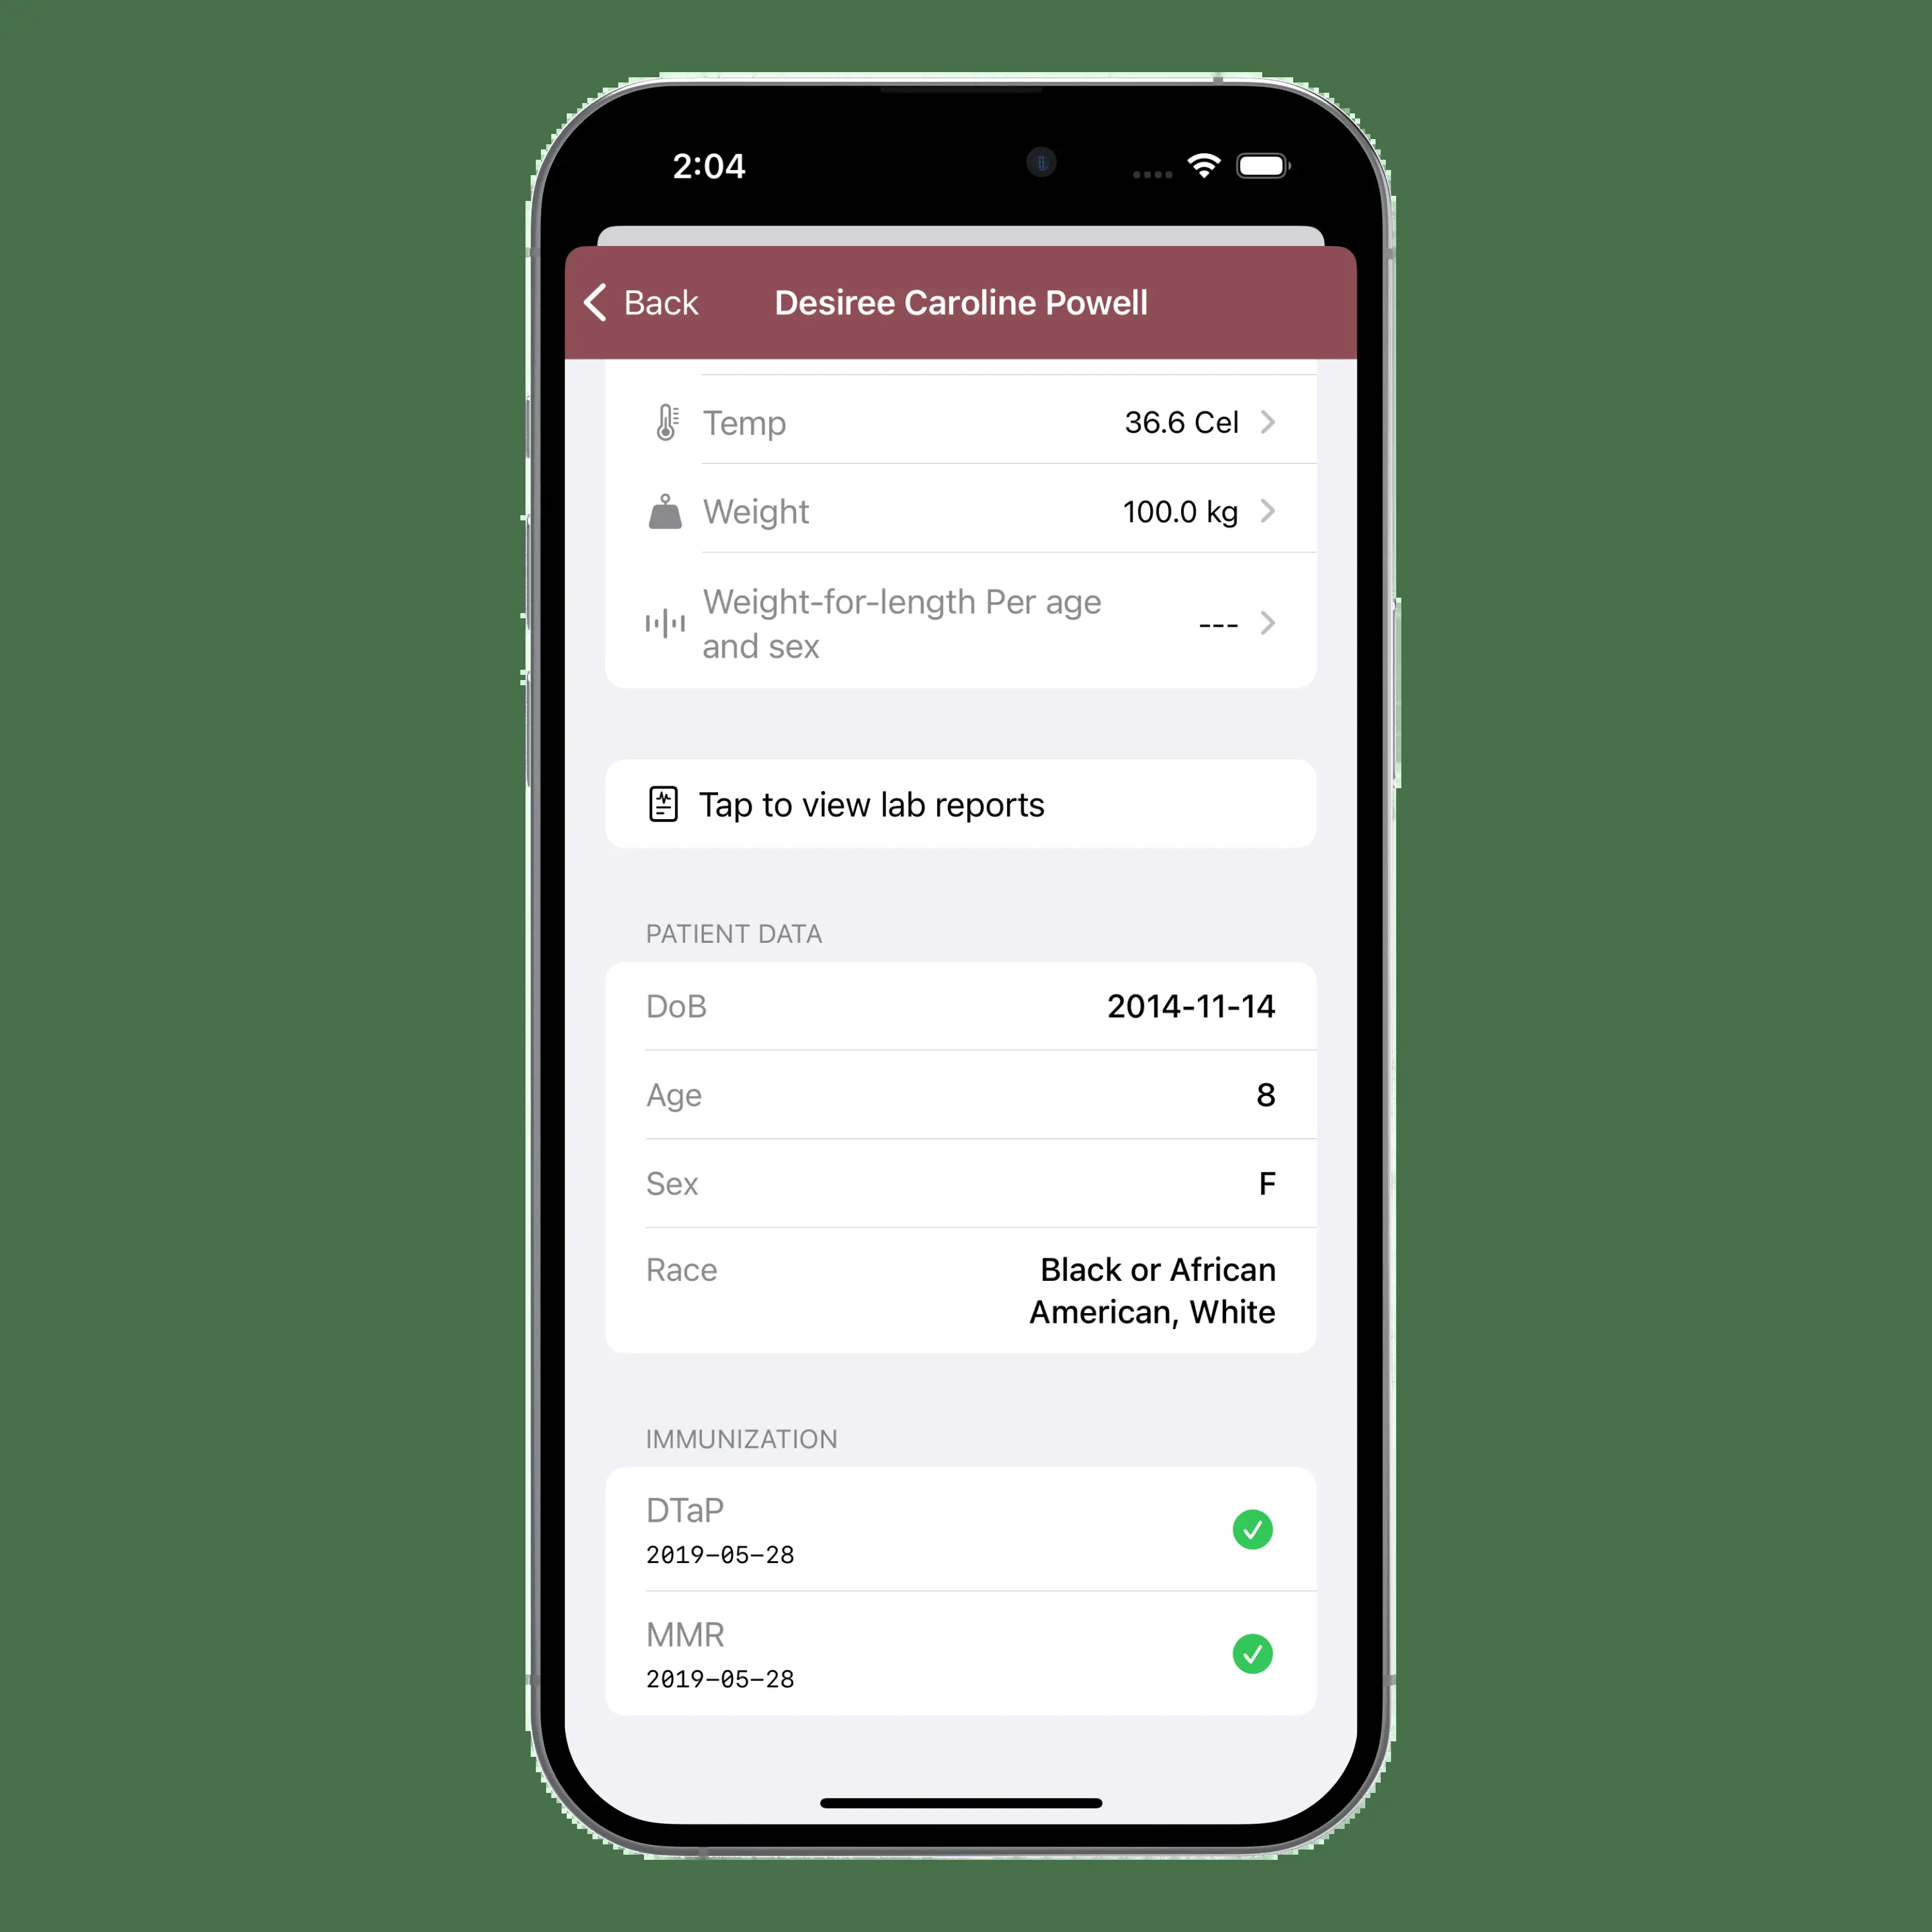 2:04
Back
Desiree Caroline Powell
Temp
36.6 Cel
Weight
100.0 kg
Weight-for-length Per age
and sex
---
Tap to view lab reports
PATIENT DATA
DoB
2014-11-14
Age
8
Sex
F
Race
Black or African
American, White
IMMUNIZATION
DTaP
2019-05-28
MMR
2019-05-28